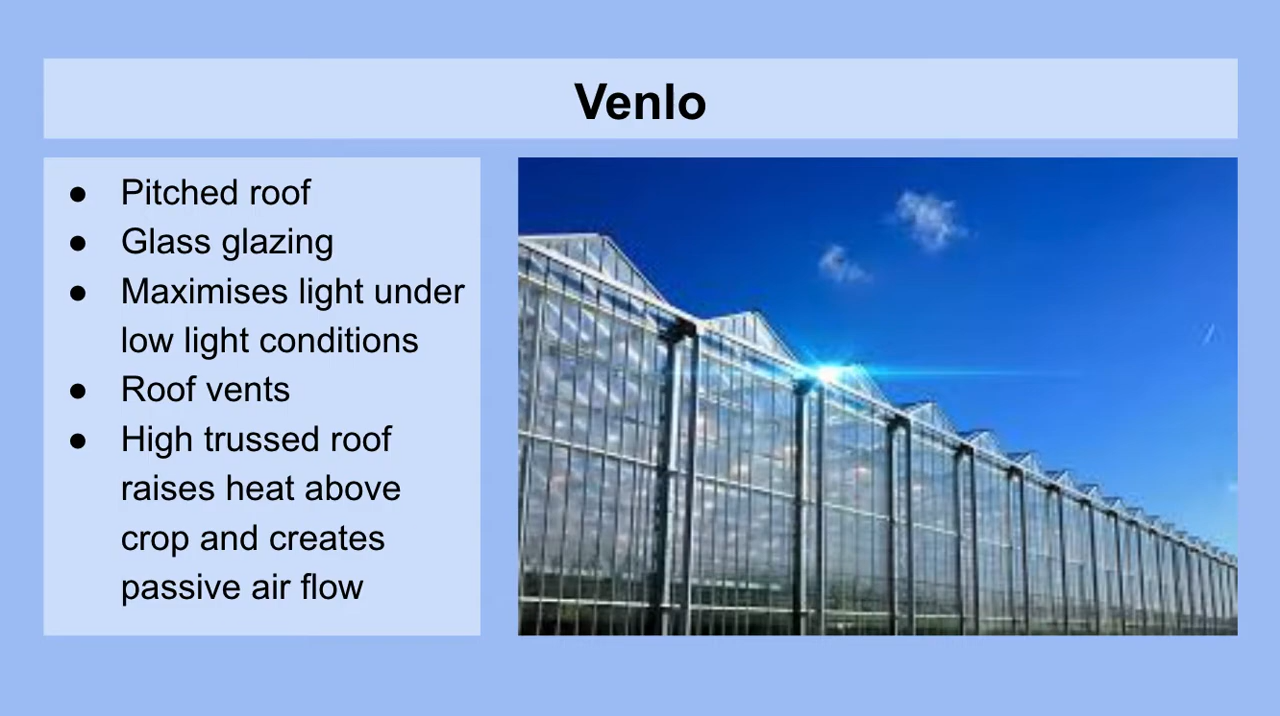 Venlo
● Pitched roof
● Glass glazing
● Maximises light under
low light conditions
● Roof vents
● High trussed roof
raises heat above
crop and creates
passive air flow